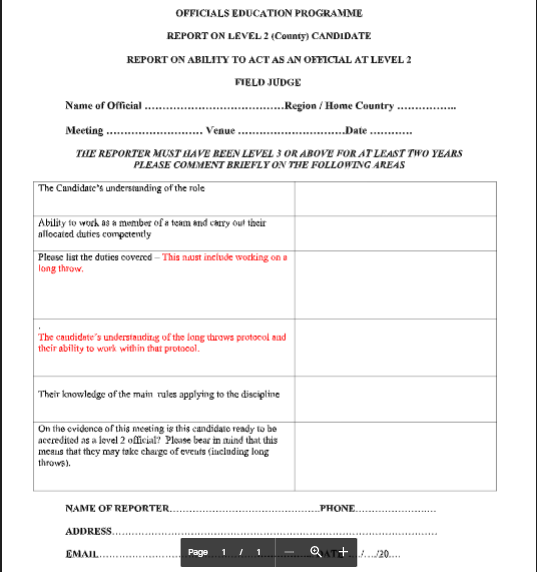 OFFICIALS EDUCATION PROGRAMME
REPORT ON LEVEL 2 (County) CANDIDATE
REPORT ON ABILITY TO ACT AS AN OFFICIAL AT LEVEL 2
FIELD JUDGE
Name of Official ........................................Region / Home Country .................
Meeting ............................ Venue ...............................Date ............
THE REPORTER MUST HAVE BEEN LEVEL 3 OR ABOVE FOR AT LEAST TWO YEARS
PLEASE COMMENT BRIEFLY ON THE FOLLOWING AREAS
The Candidate's understanding of the role
Ability to work as a member of a team and carry out their
allocated duties competently
Please list the duties covered – This must include working on a
long throw.
The candidate's understanding of the long throws protocol and
their ability to work within that protocol.
Their knowledge of the main rules applying to the discipline
On the evidence of this meeting is this candidate ready to be
accredited as a level 2 official? Please bear in mind that this
means that they may take charge of events (including long
throws).
NAME OF REPORTER..............................................PHONE........................
ADDRESS.................................................................................................
EMAIL........................ DATE .../.../20....
Page 1 / 1